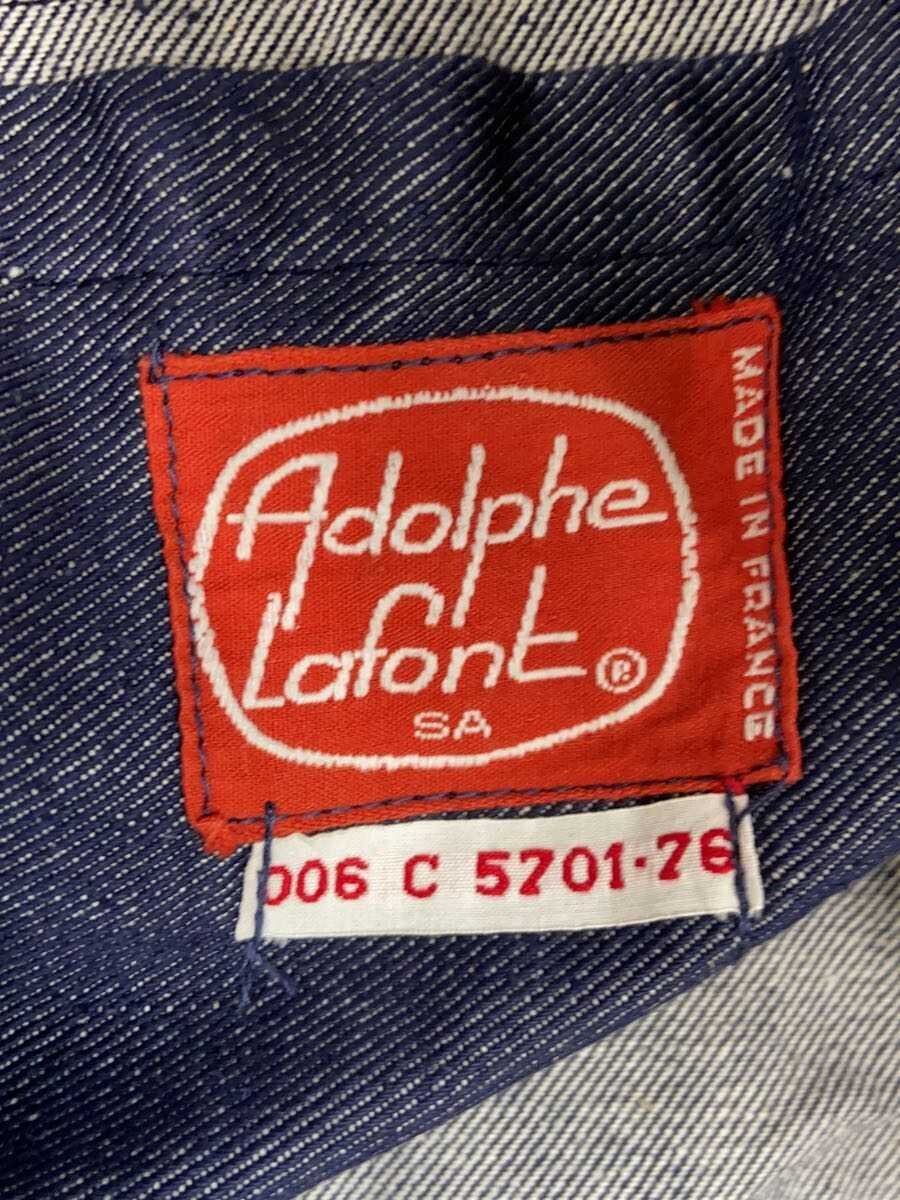 Adolphe
Lafont ®
SA
MADE IN FRANCE
006 C 5701-76